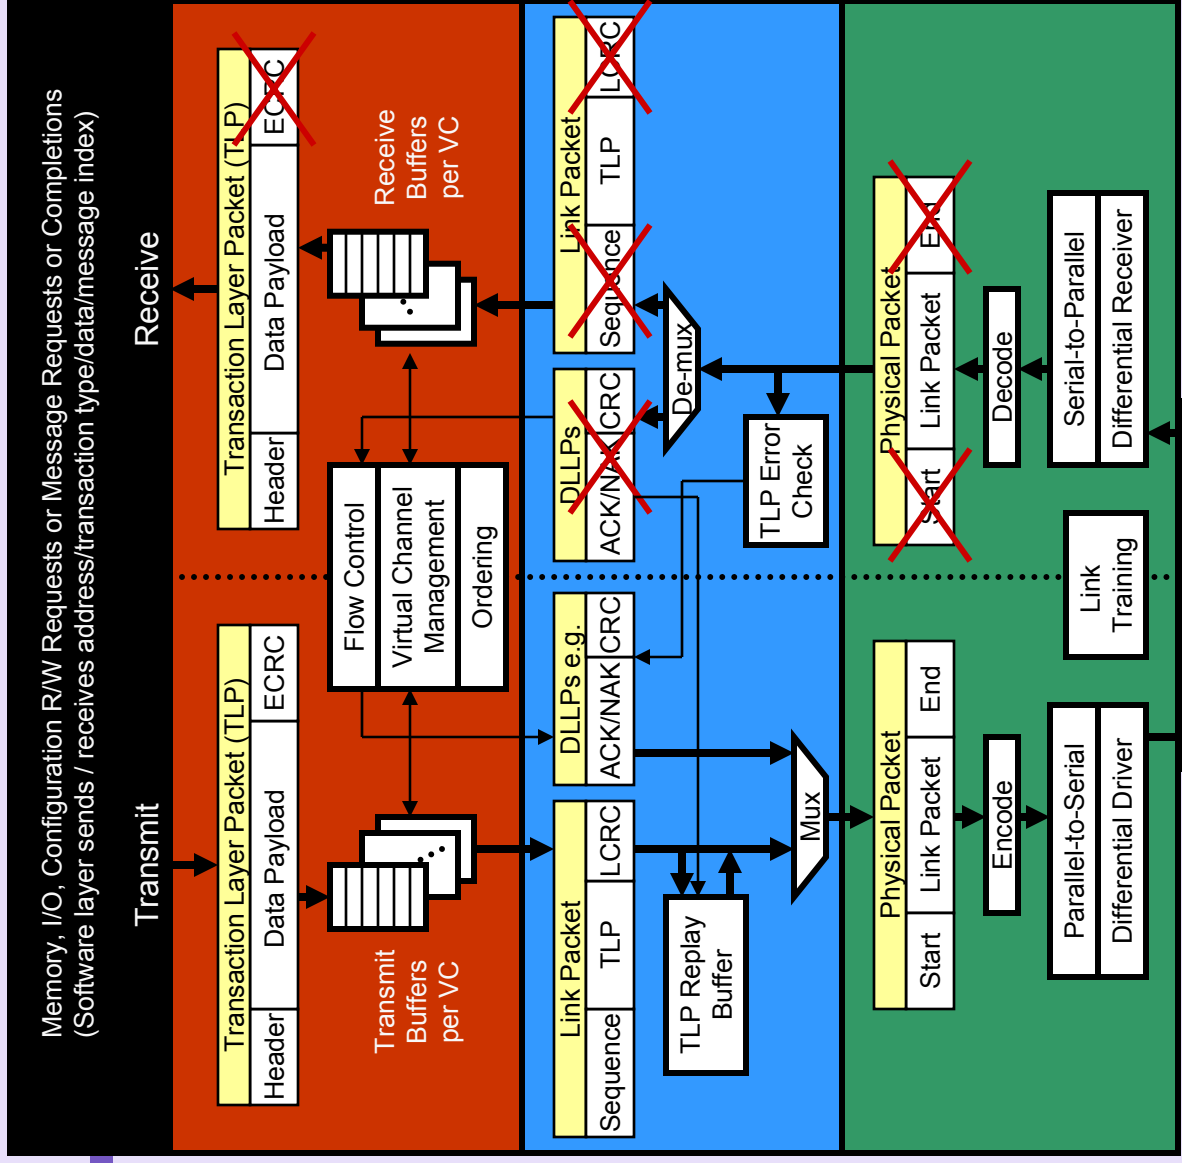 Memory, I/O, Configuration R/W Requests or Message Requests or Completions
(Software layer sends / receives address/transaction type/data/message index)
Transmit
Receive
Transaction Layer Packet (TLP)
Header
Data Payload
ECRC
Transaction Layer Packet (TLP)
Header
Data Payload
ECRC
Transmit
Buffers
per VC
Flow Control
Virtual Channel
Management
Ordering
Receive
Buffers
per VC
Link Packet
Sequence
TLP
LCRC
DLLPs e.g.
ACK/NAK
CRC
DLLPs
ACK/NAK
CRC
Link Packet
Sequence
TLP
LCRC
TLP Replay
Buffer
Mux
TLP Error
Check
De-mux
Physical Packet
Start
Link Packet
End
Physical Packet
Start
Link Packet
End
Encode
Decode
Parallel-to-Serial
Differential Driver
Link
Training
Serial-to-Parallel
Differential Receiver